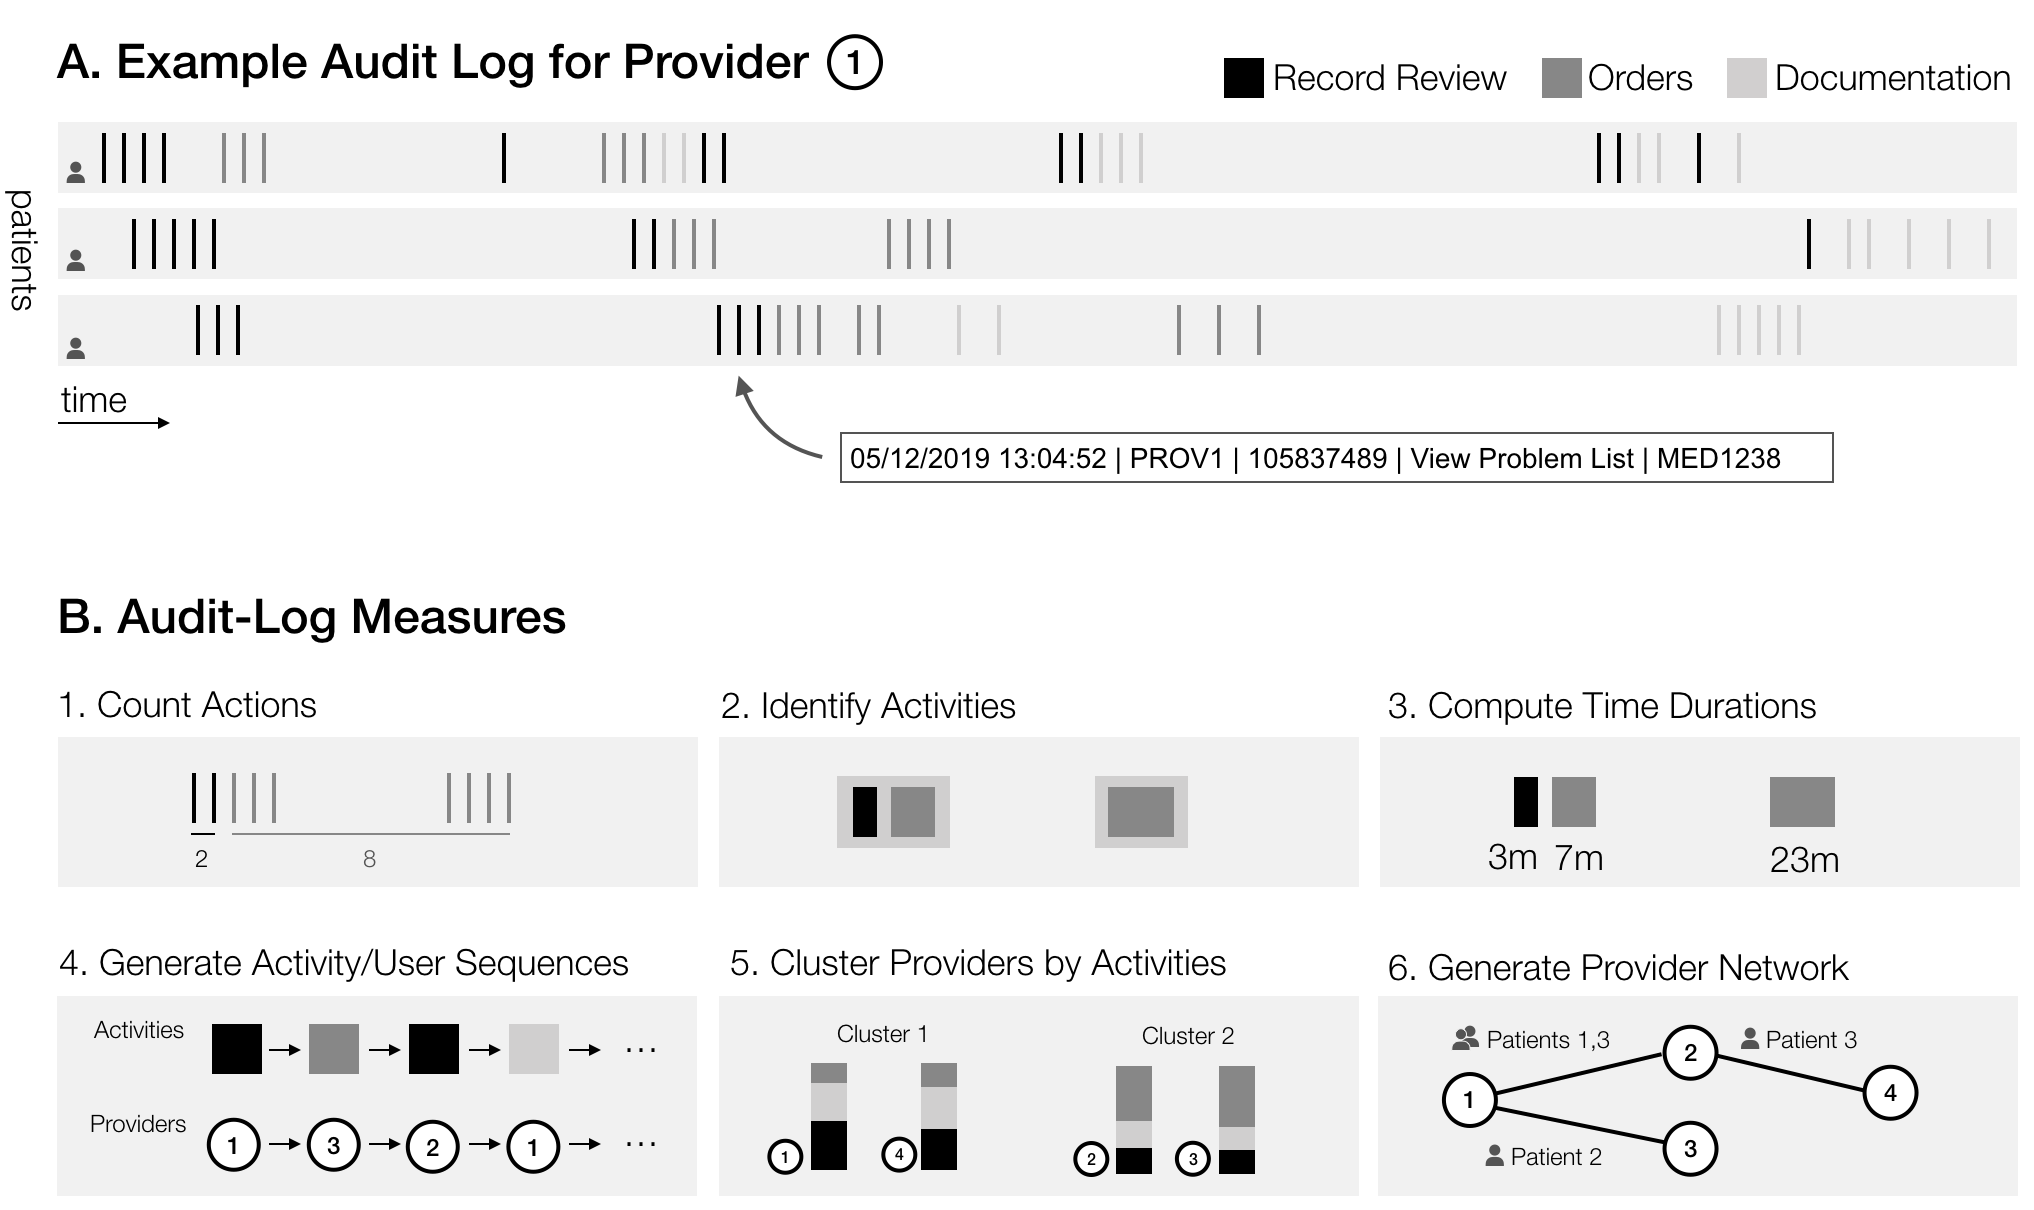 A. Example Audit Log for Provider 1
Record Review Orders Documentation
patients
time
05/12/2019 13:04:52 | PROV1 | 105837489 | View Problem List | MED1238
B. Audit-Log Measures
1. Count Actions
2 8
2. Identify Activities
3. Compute Time Durations
3m 7m 23m
4. Generate Activity/User Sequences
Activities ...
Providers 1 3 2 1 ...
5. Cluster Providers by Activities
Cluster 1 Cluster 2
1 4 2 3
6. Generate Provider Network
Patients 1,3 2 Patient 3
1 4
Patient 2 3